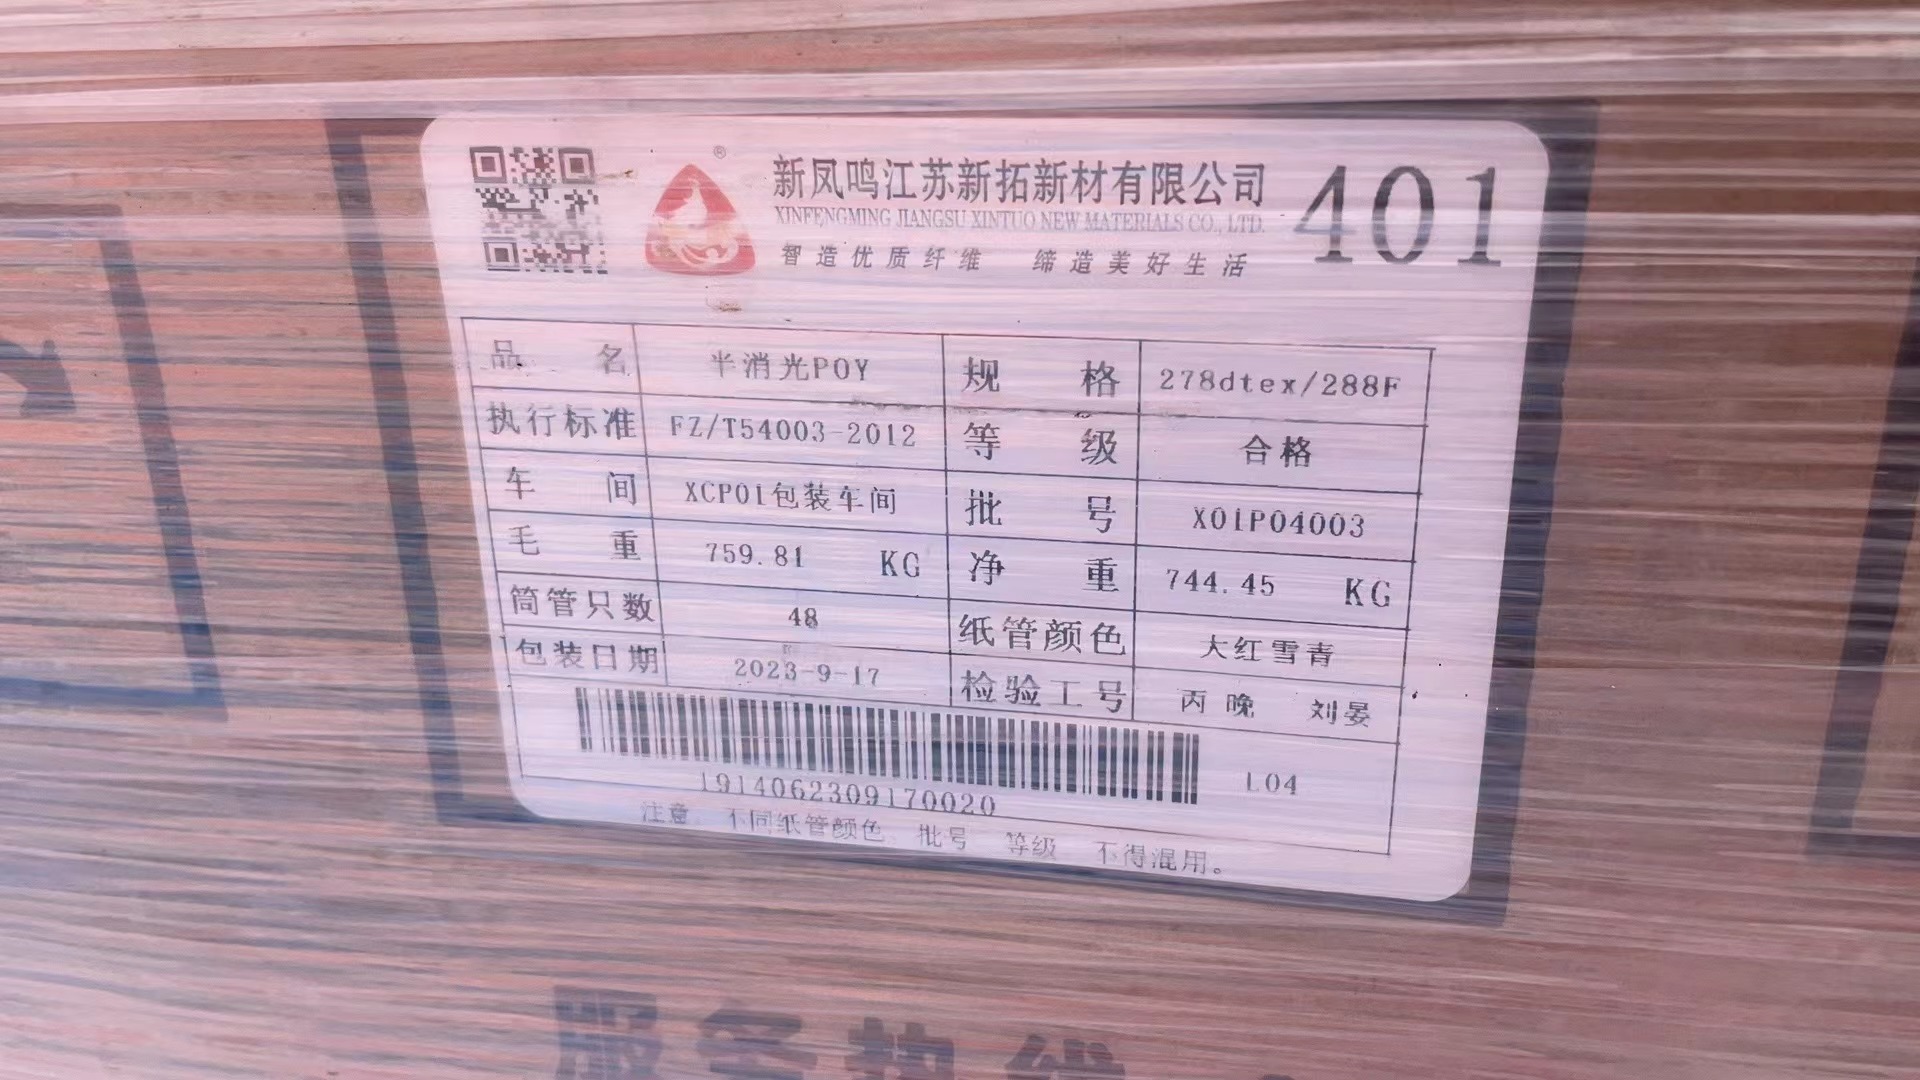 新凤鸣江苏新拓新材有限公司 401
XINFENGMING JIANGSU XINTUO NEW MATERIALS CO., LTD.
智造优质纤维 缔造美好生活
®
品名 半消光POY 规格 278dtex/288F
执行标准 FZ/T54003-2012 等级 合格
车间 XCP01包装车间 批号 X01P04003
毛重 759.81 KG 净重 744.45 KG
筒管只数 48 纸管颜色 大红雪青
包装日期 2023-9-17 检验工号 丙晚 刘晏
1914062309170020 L04
注意 不同纸管颜色 批号 等级 不得混用。
服务热线